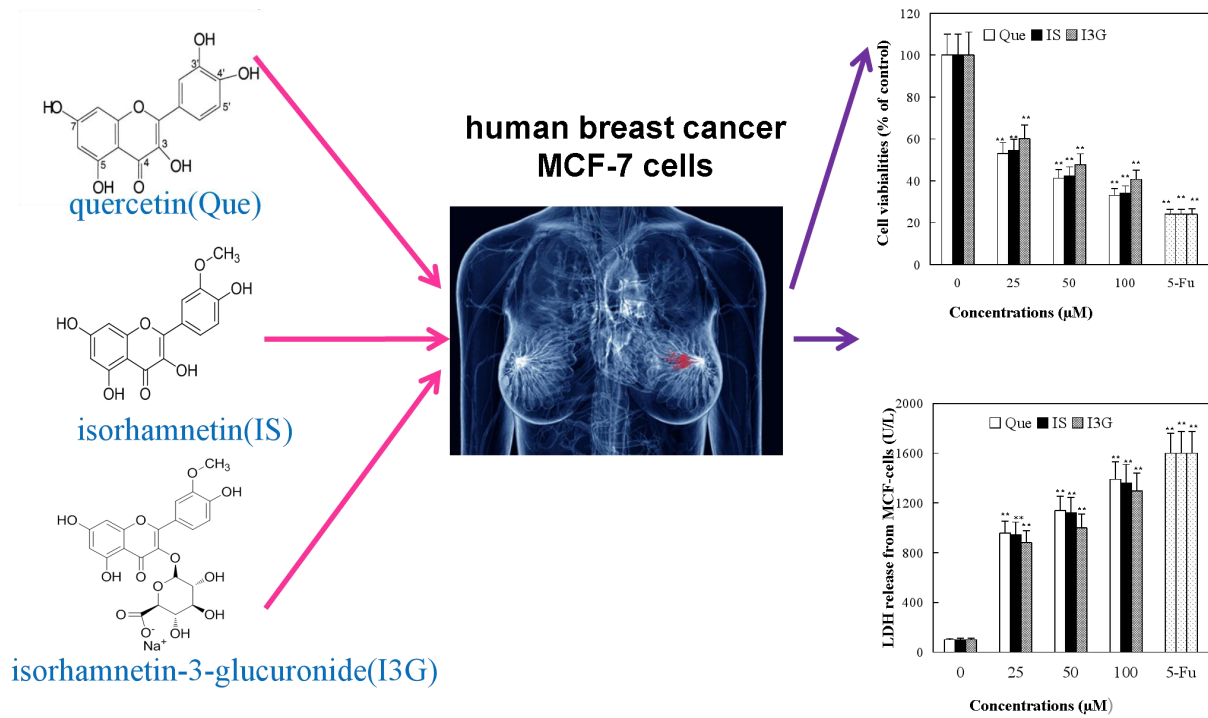 OH
3'
4'
OH
HO
7
O
5'
3
5
4
OH
OH
O
quercetin(Que)
O
CH₃
OH
HO
O
OH
OH
O
isorhamnetin(IS)
O
CH₃
OH
HO
O
O
OH
O
O
OH
O
OH
O-
OH
Na⁺
isorhamnetin-3-glucuronide(I3G)
human breast cancer
MCF-7 cells
Cell viabialities (% of control)
120
100
80
60
40
20
0
Que IS I3G
** ** **
** ** **
** ** **
** ** **
0 25 50 100 5-Fu
Concentrations (μM)
LDH release from MCF-cells (U/L)
2000
1600
1200
800
400
0
Que IS I3G
** ** **
** ** **
** ** **
** ** **
0 25 50 100 5-Fu
Concentrations (μM)